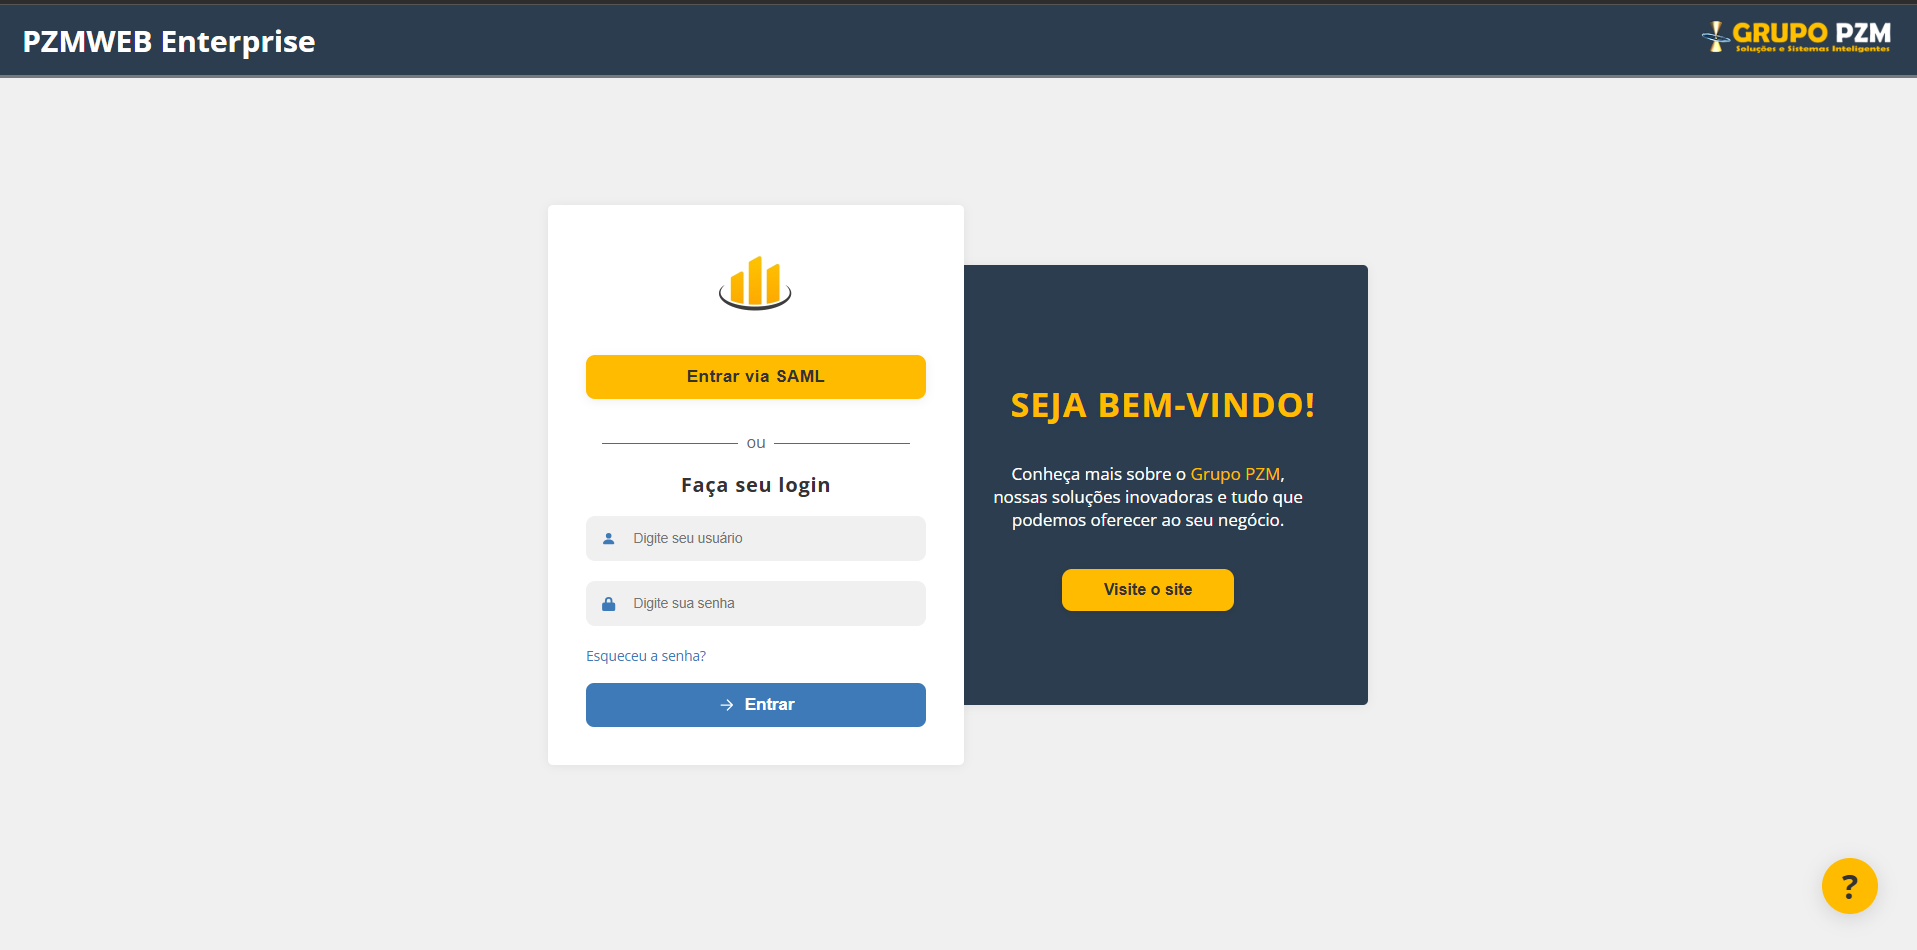 PZMWEB Enterprise
GRUPO PZM
Soluções e Sistemas Inteligentes
Entrar via SAML
ou
Faça seu login
Digite seu usuário
Digite sua senha
Esqueceu a senha?
Entrar
SEJA BEM-VINDO!
Conheça mais sobre o Grupo PZM,
nossas soluções inovadoras e tudo que
podemos oferecer ao seu negócio.
Visite o site
?